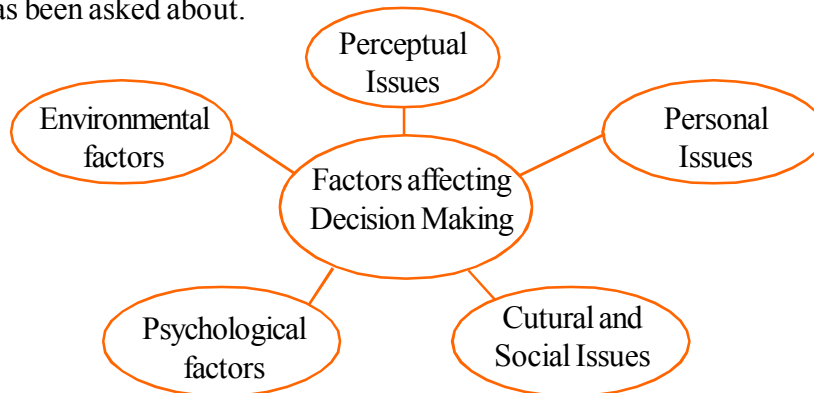 as been asked about.
Perceptual
Issues
Environmental
factors
Personal
Issues
Factors affecting
Decision Making
Psychological
factors
Cutural and
Social Issues